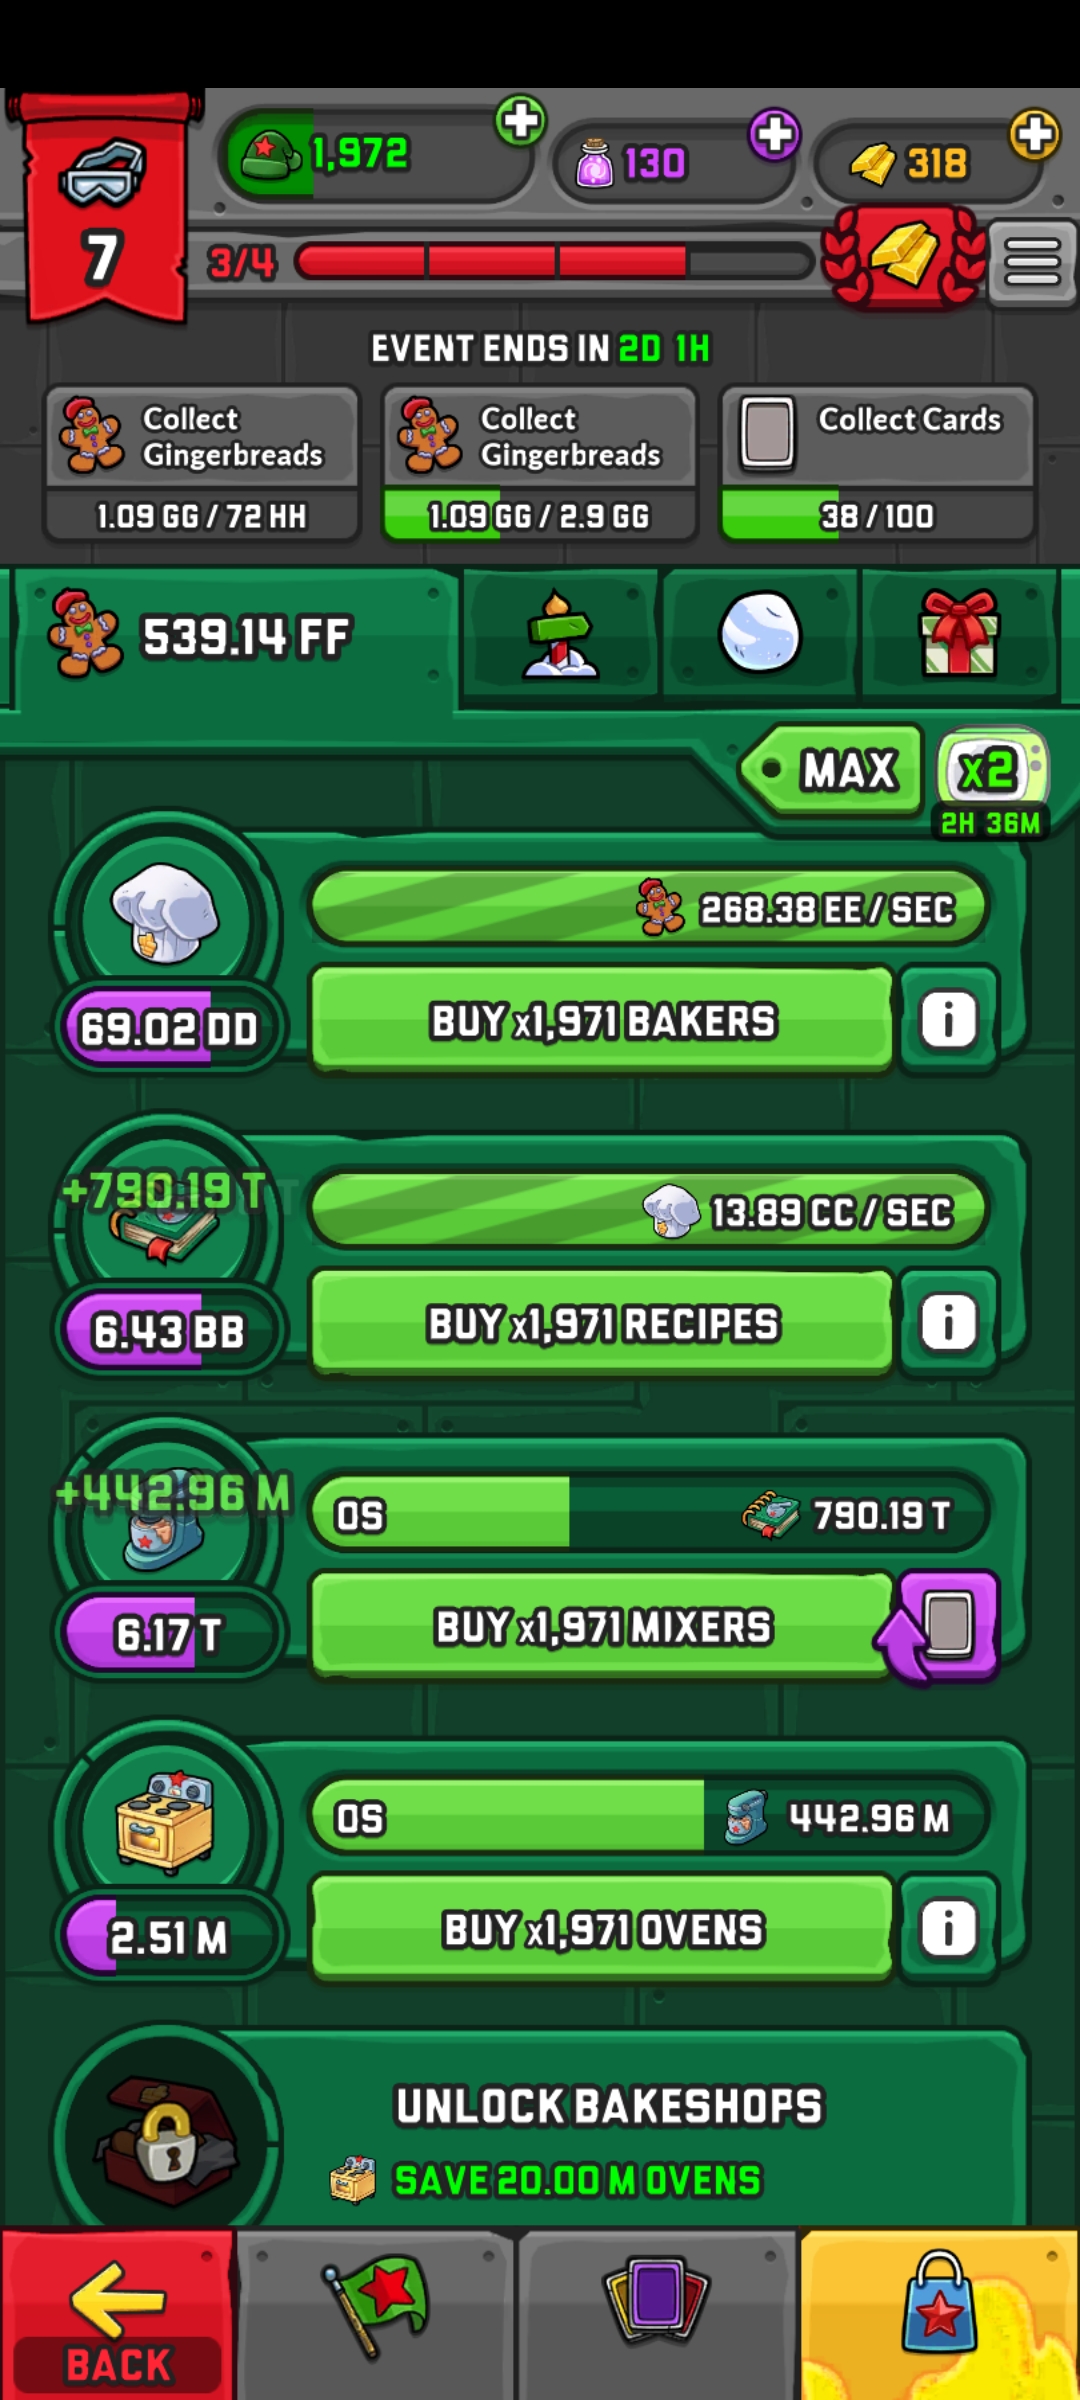 1,972
130
318
7
3/4
EVENT ENDS IN 2D 1H
Collect
Gingerbreads
1.09 GG / 72 HH
Collect
Gingerbreads
1.09 GG / 2.9 GG
Collect Cards
38 / 100
539.14 FF
MAX
x2
2H 36M
268.38 EE / SEC
69.02 DD
BUY x1,971 BAKERS
i
+790.19 T
13.89 CC / SEC
6.43 BB
BUY x1,971 RECIPES
i
+442.96 M
0S
790.19 T
6.17 T
BUY x1,971 MIXERS
0S
442.96 M
2.51 M
BUY x1,971 OVENS
i
UNLOCK BAKESHOPS
SAVE 20.00 M OVENS
BACK